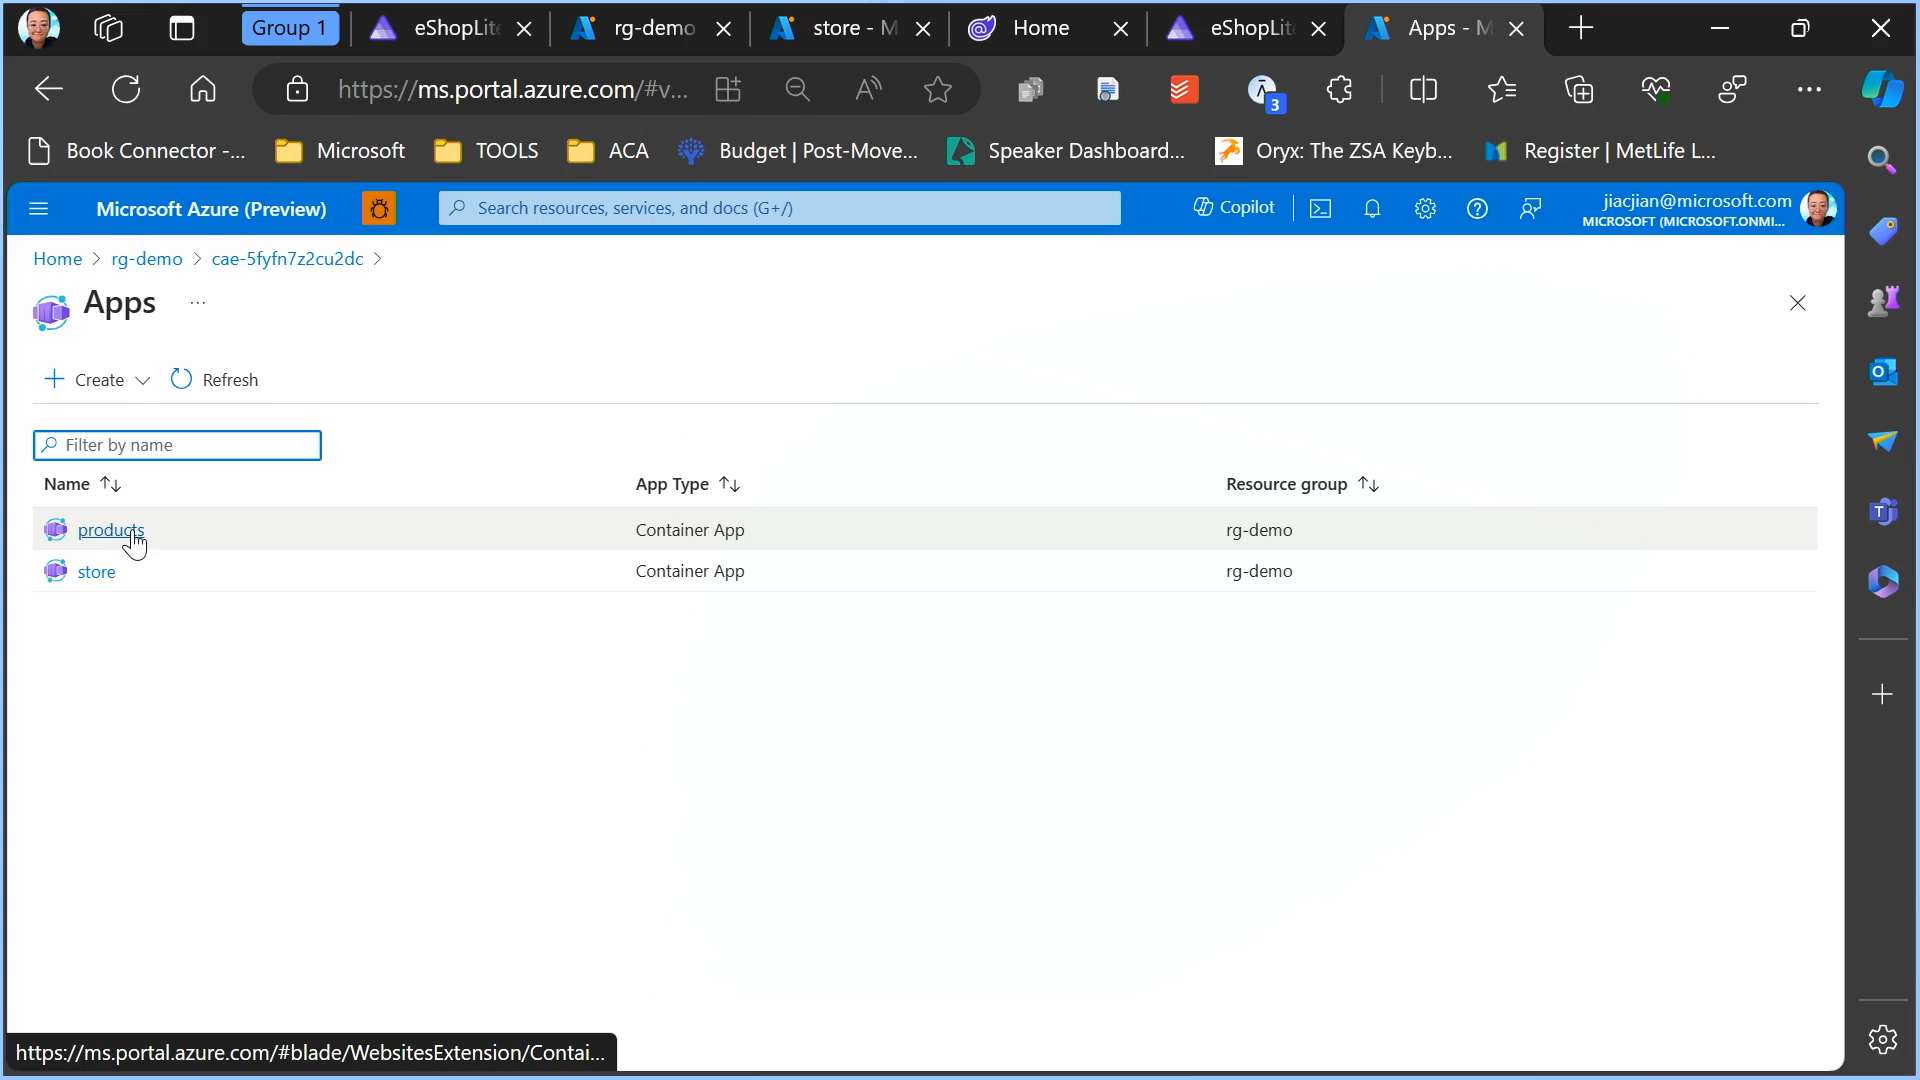 Group 1
eShopLite
rg-demo
store - M
Home
eShopLite
Apps - M
https://ms.portal.azure.com/#v...
3
Book Connector -...
Microsoft
TOOLS
ACA
Budget | Post-Move...
Speaker Dashboard...
Oryx: The ZSA Keyb...
Register | MetLife L...
Microsoft Azure (Preview)
Search resources, services, and docs (G+/)
Copilot
jiacjian@microsoft.com
MICROSOFT (MICROSOFT.ONMI...
Home > rg-demo > cae-5fyfn7z2cu2dc >
Apps ...
Create
Refresh
Filter by name
Name App Type Resource group
products Container App rg-demo
store Container App rg-demo
https://ms.portal.azure.com/#blade/WebsitesExtension/Contai...